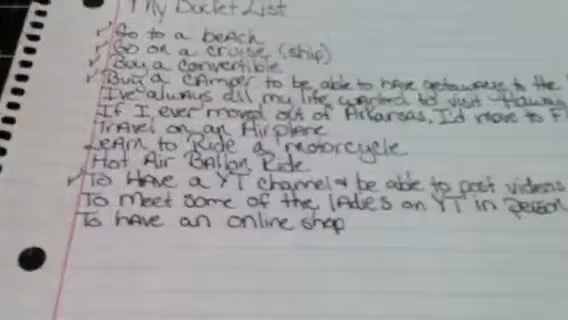 My Bucket List
✓ Go to a beach
✓ Go on a cruise (ship)
✓ Buy a convertible
✓ Buy a camper to be able to have getaways to the
I've always all my life wanted to visit Hawaii
If I ever moved out of Arkansas, I'd move to F
Travel on an Airplane
Learn to Ride a motorcycle
Hot Air Ballon Ride
✓ To Have a YT channel & be able to post videos
To meet some of the ladies on YT in person
To have an online shop